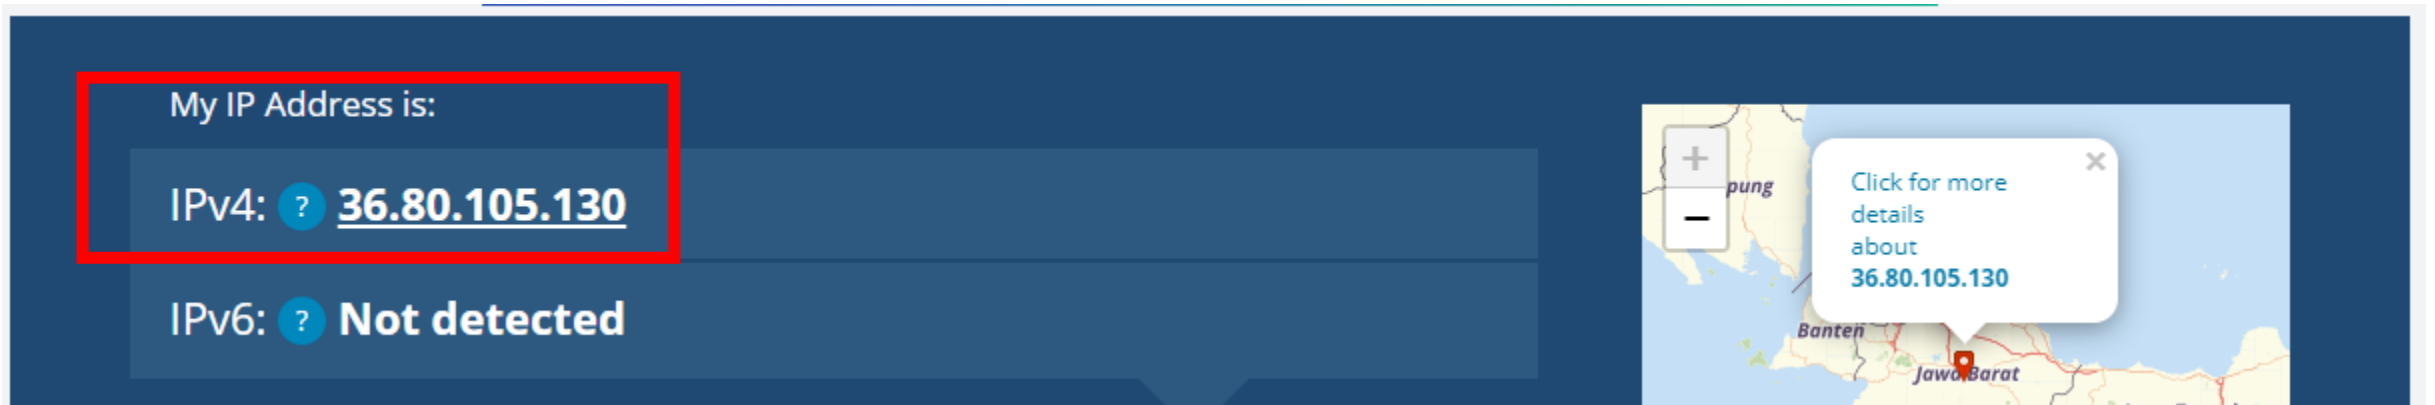 My IP Address is:
IPv4: ? 36.80.105.130
IPv6: ? Not detected
+
−
pung
×
Click for more
details
about
36.80.105.130
Banten
Jawa Barat